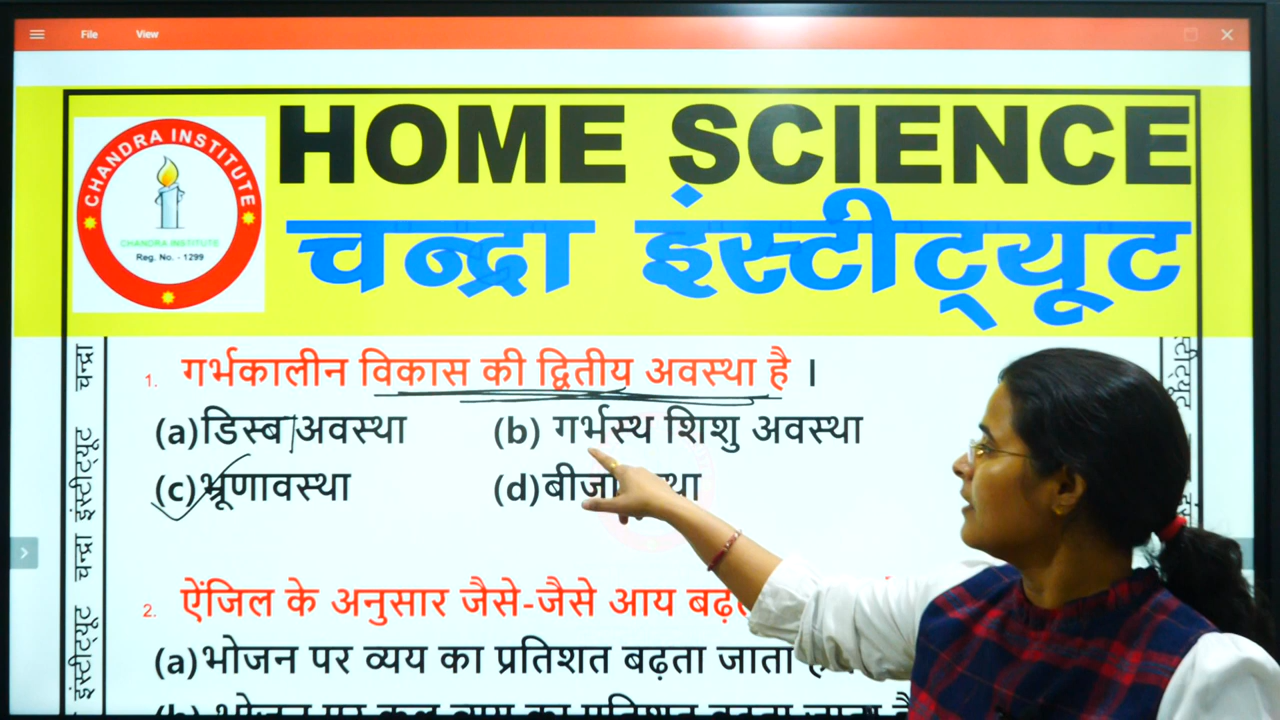 File View
HOME SCIENCE
चन्द्रा इंस्टीट्यूट
CHANDRA INSTITUTE
CHANDRA INSTITUTE
Reg. No. - 1299
चन्द्रा
चन्द्रा इंस्टीट्यूट
इंस्टीट्यूट
1. गर्भकालीन विकास की द्वितीय अवस्था है ।
(a)डिस्ब अवस्था (b) गर्भस्थ शिशु अवस्था
(c)भ्रूणावस्था (d)
2. ऐंजिल के अनुसार जैसे-जैसे आय
(a)भोजन पर व्यय का प्रतिशत बढ़ता जाता